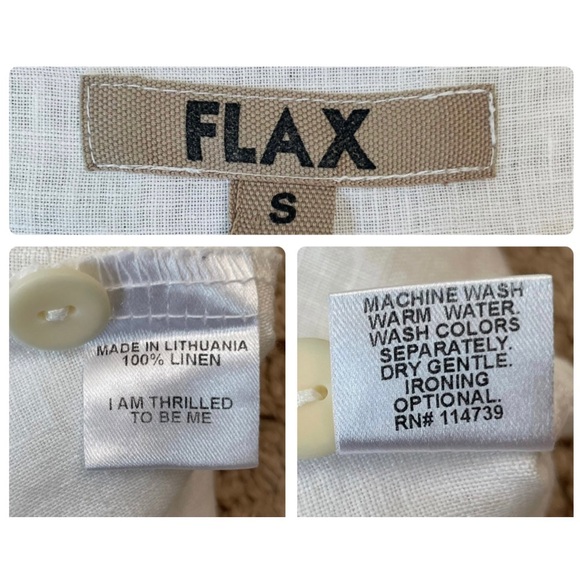 FLAX
S
MADE IN LITHUANIA
100% LINEN
I AM THRILLED
TO BE ME
MACHINE WASH
WARM WATER.
WASH COLORS
SEPARATELY.
DRY GENTLE.
IRONING
OPTIONAL.
RN# 114739